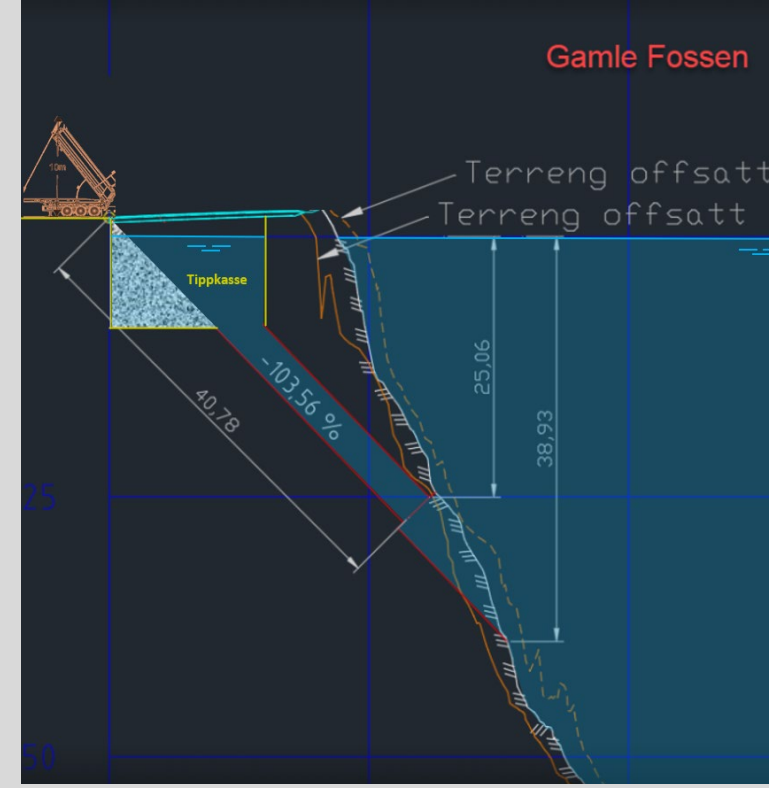 Gamle Fossen
10m
Terreng offsatt
Terreng offsatt
Tippkasse
-103,56 %
40,78
25,06
38,93
25
50